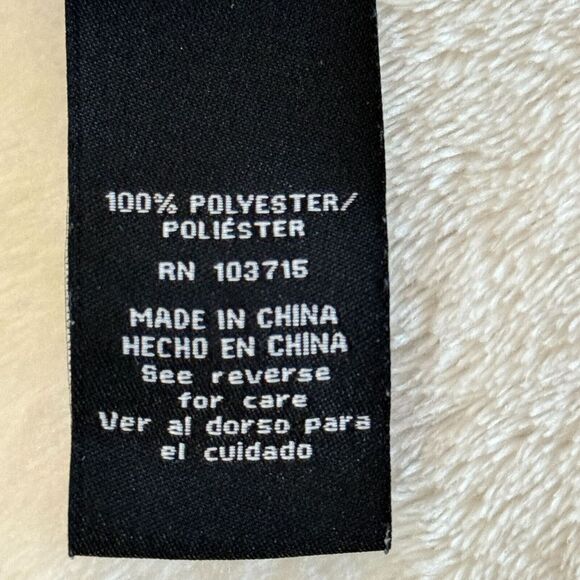 100% POLYESTER/
POLIÉSTER
RN 103715
MADE IN CHINA
HECHO EN CHINA
See reverse
for care
Ver al dorso para
el cuidado